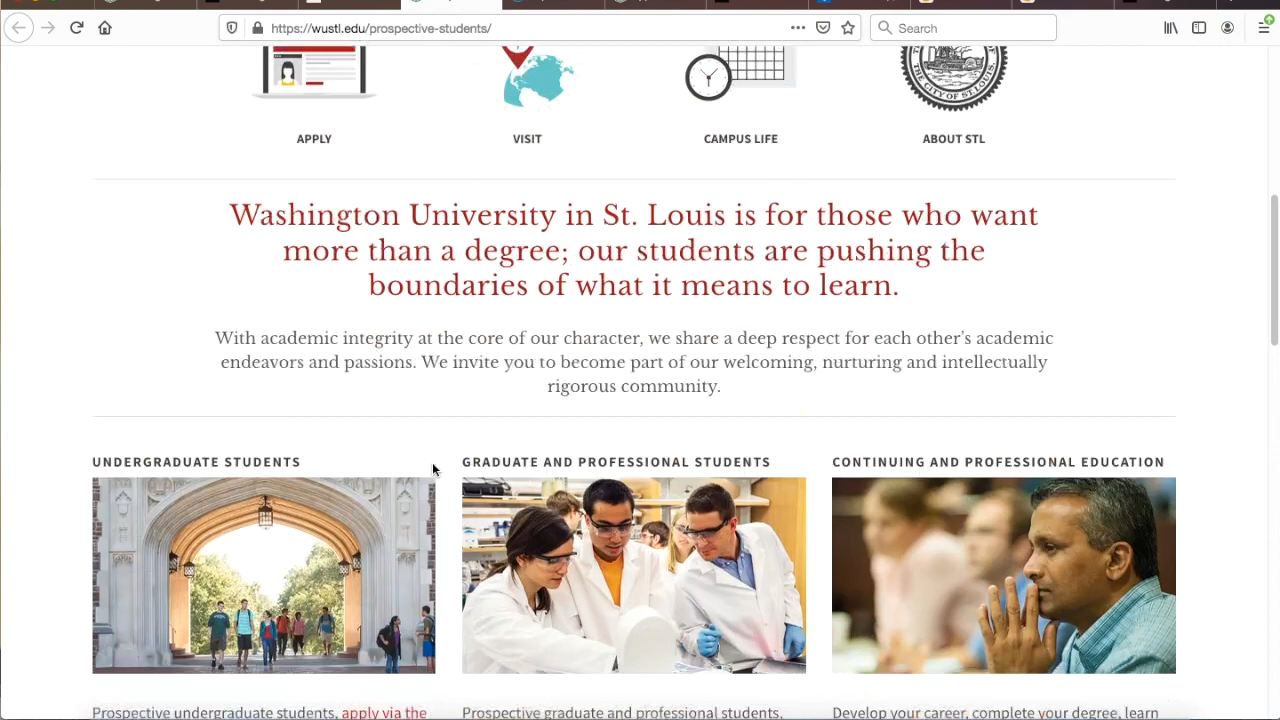 https://wustl.edu/prospective-students/
Search
THE CITY OF ST. LOUIS
APPLY
VISIT
CAMPUS LIFE
ABOUT STL
Washington University in St. Louis is for those who want
more than a degree; our students are pushing the
boundaries of what it means to learn.
With academic integrity at the core of our character, we share a deep respect for each other's academic
endeavors and passions. We invite you to become part of our welcoming, nurturing and intellectually
rigorous community.
UNDERGRADUATE STUDENTS
GRADUATE AND PROFESSIONAL STUDENTS
CONTINUING AND PROFESSIONAL EDUCATION
Prospective undergraduate students, apply via the
Prospective graduate and professional students,
Develop your career, complete your degree, learn